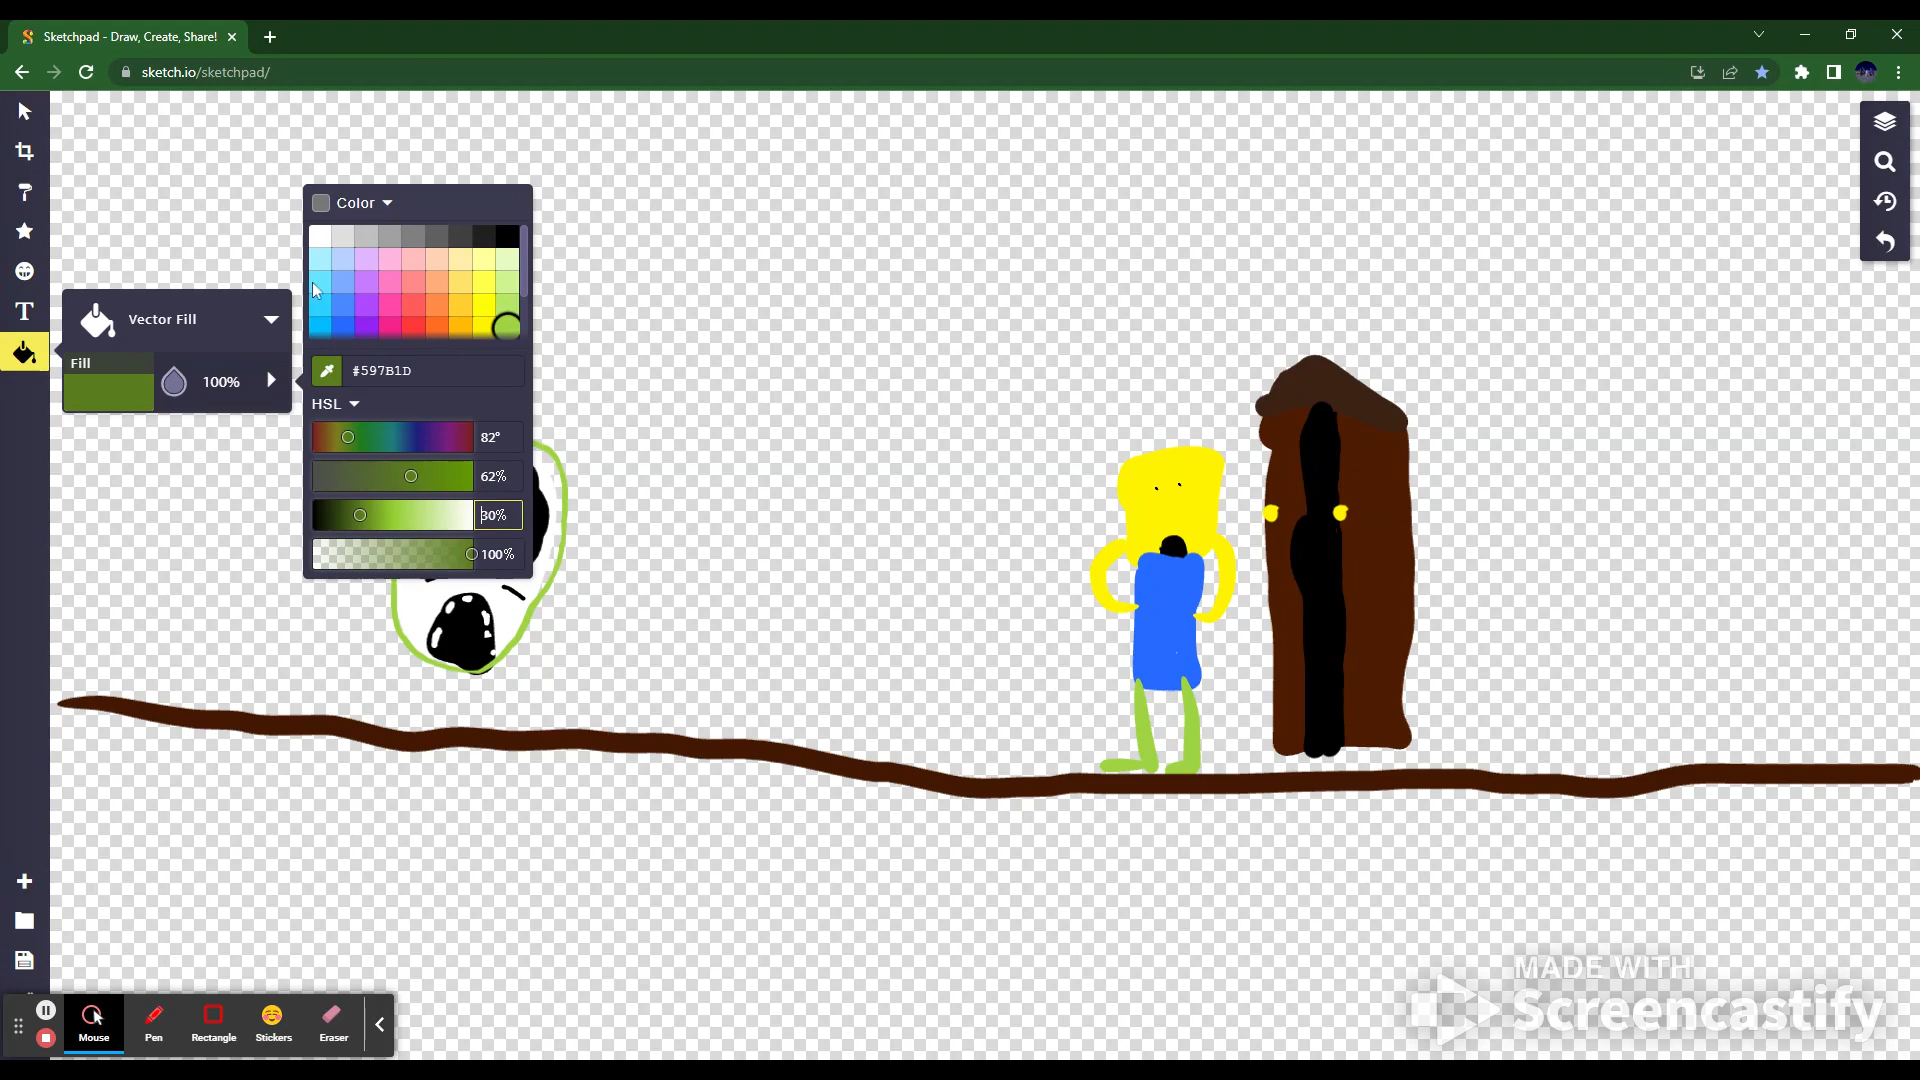 Sketchpad - Draw, Create, Share!
sketch.io/sketchpad/
Color
Vector Fill
Fill
100%
#597B1D
HSL
82°
62%
30%
100%
T
Mouse
Pen
Rectangle
Stickers
Eraser
MADE WITH
Screencastify